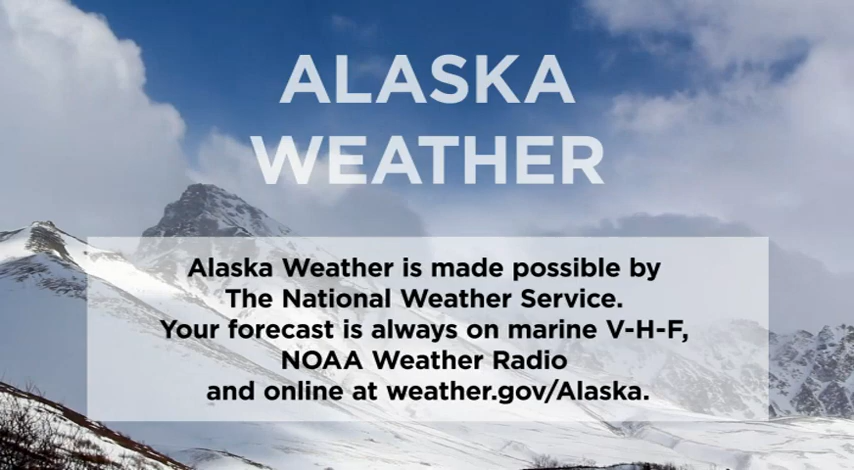 ALASKA
WEATHER
Alaska Weather is made possible by
The National Weather Service.
Your forecast is always on marine V-H-F,
NOAA Weather Radio
and online at weather.gov/Alaska.